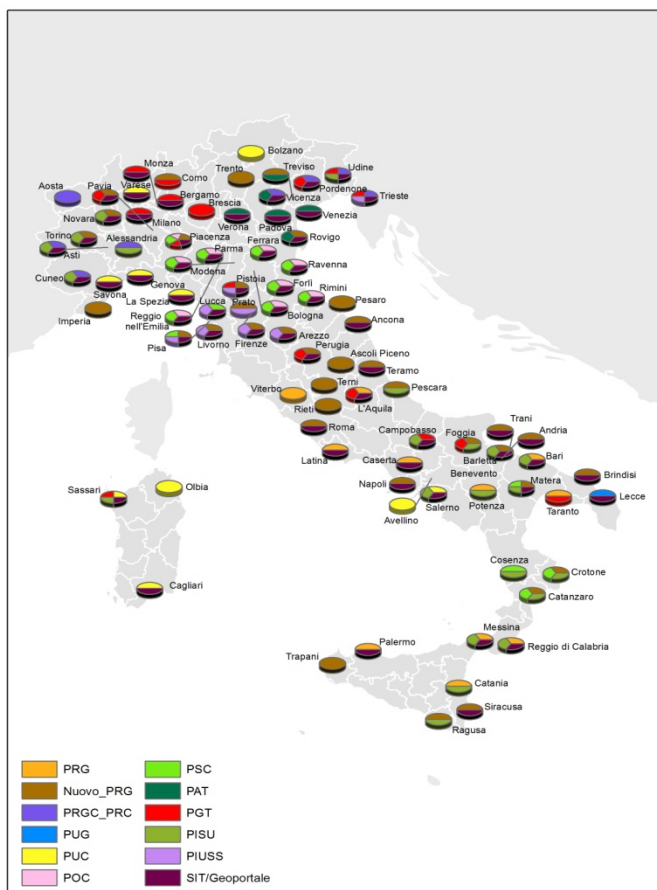 Bolzano
Monza
Como
Trento
Treviso
Udine
Pordenone
Aosta
Pavia
Varese
Bergamo
Brescia
Vicenza
Trieste
Novara
Milano
Verona
Padova
Venezia
Torino
Asti
Alessandria
Piacenza
Parma
Ferrara
Rovigo
Cuneo
Savona
Genova
Modena
Ravenna
La Spezia
Pistoia
Forlì
Rimini
Imperia
Reggio
nell'Emilia
Lucca
Prato
Bologna
Pesaro
Ancona
Pisa
Livorno
Firenze
Arezzo
Perugia
Ascoli Piceno
Teramo
Viterbo
Terni
Pescara
Rieti
L'Aquila
Roma
Campobasso
Foggia
Trani
Andria
Latina
Caserta
Barletta
Bari
Benevento
Brindisi
Napoli
Matera
Sassari
Olbia
Avellino
Salerno
Potenza
Taranto
Lecce
Cosenza
Crotone
Cagliari
Catanzaro
Messina
Palermo
Reggio di Calabria
Trapani
Catania
Siracusa
Ragusa
PRG
Nuovo_PRG
PRGC_PRC
PUG
PUC
POC
PSC
PAT
PGT
PISU
PIUSS
SIT/Geoportale